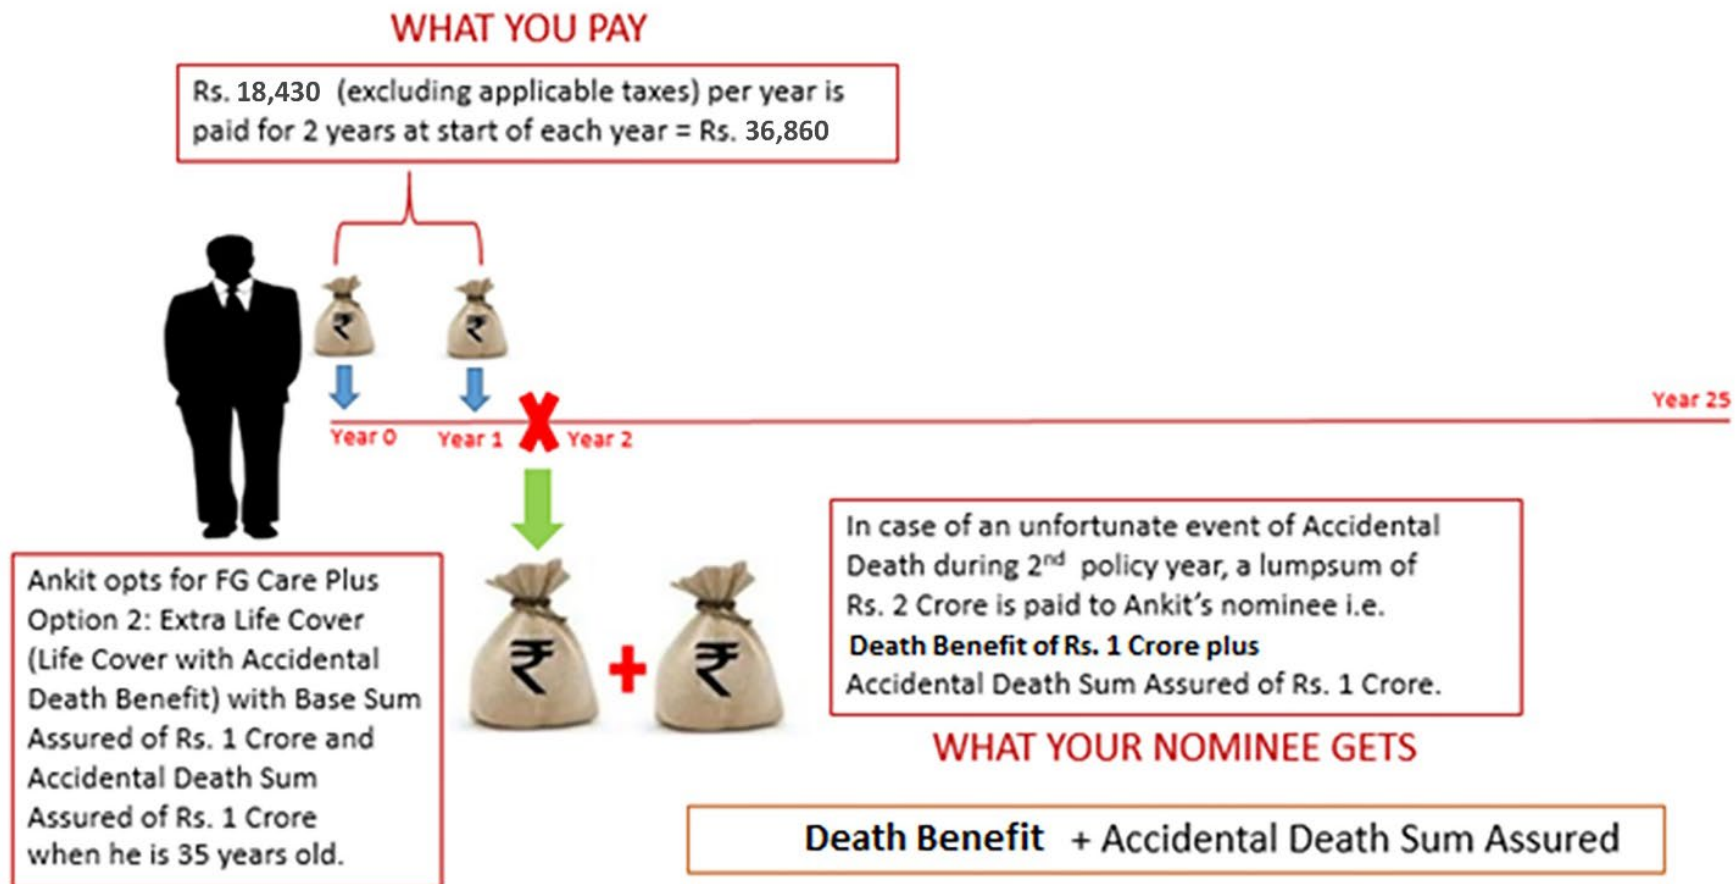 WHAT YOU PAY
Rs. 18,430 (excluding applicable taxes) per year is
paid for 2 years at start of each year = Rs. 36,860
₹
₹
Year 0
Year 1
Year 2
Year 25
Ankit opts for FG Care Plus
Option 2: Extra Life Cover
(Life Cover with Accidental
Death Benefit) with Base Sum
Assured of Rs. 1 Crore and
Accidental Death Sum
Assured of Rs. 1 Crore
when he is 35 years old.
₹
+
₹
In case of an unfortunate event of Accidental
Death during 2nd policy year, a lumpsum of
Rs. 2 Crore is paid to Ankit’s nominee i.e.
Death Benefit of Rs. 1 Crore plus
Accidental Death Sum Assured of Rs. 1 Crore.
WHAT YOUR NOMINEE GETS
Death Benefit + Accidental Death Sum Assured